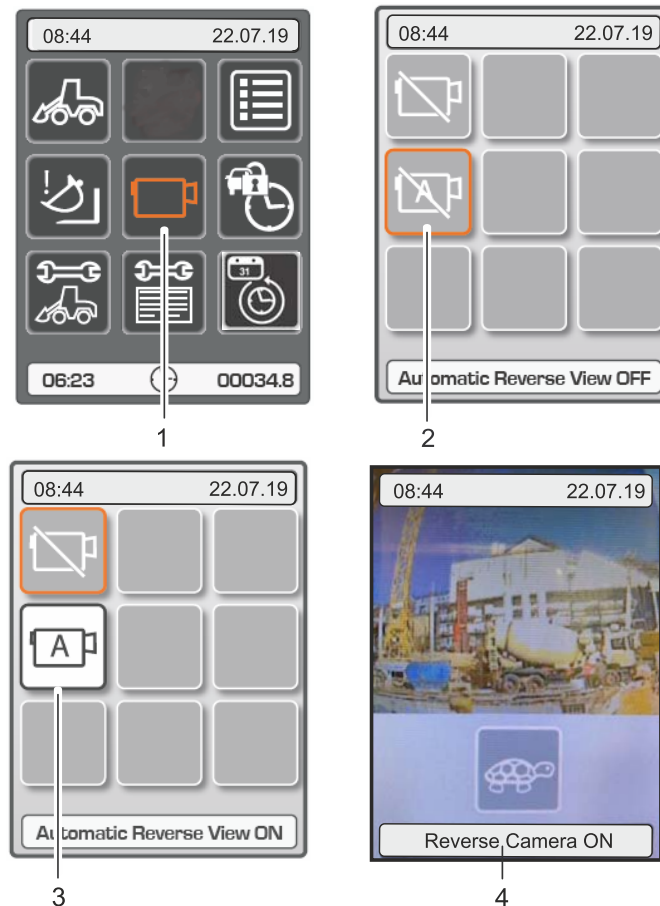 08:44 22.07.19
!
31
06:23 00034.8
1
08:44 22.07.19
A
Automatic Reverse View OFF
2
08:44 22.07.19
A
Automatic Reverse View ON
3
08:44 22.07.19
Reverse Camera ON
4